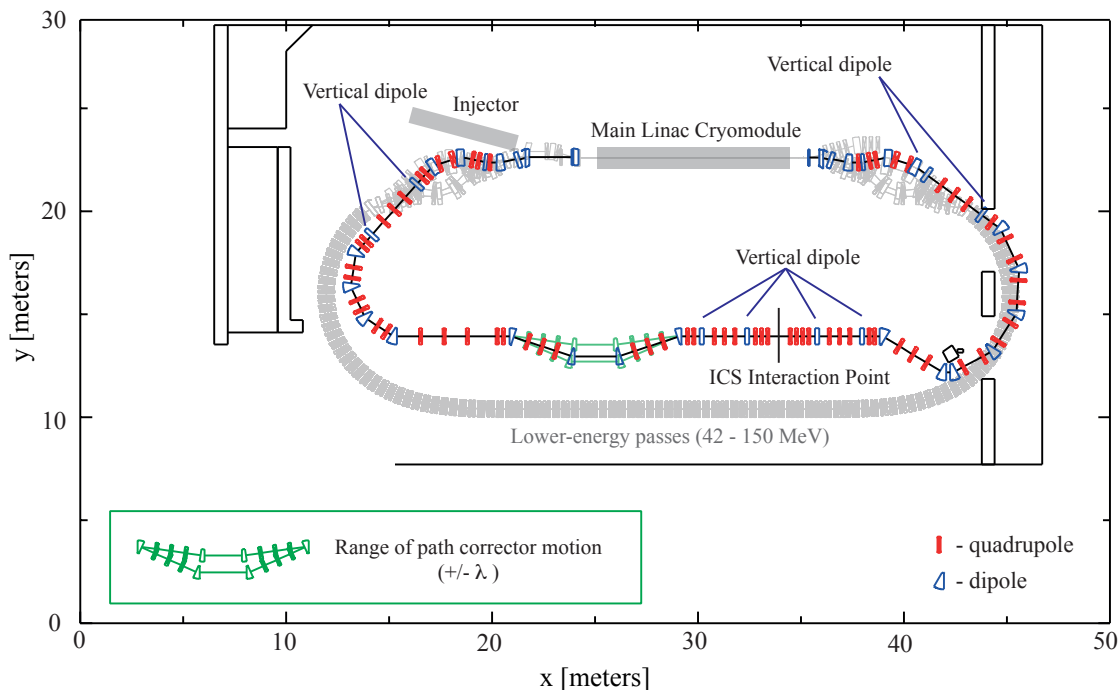 30
20
10
0
0
10
20
30
40
50
y [meters]
x [meters]
Vertical dipole
Injector
Main Linac Cryomodule
Vertical dipole
Vertical dipole
ICS Interaction Point
Lower-energy passes (42 - 150 MeV)
Range of path corrector motion
(+/- λ )
- quadrupole
- dipole